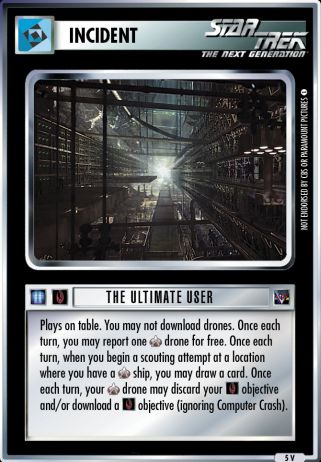 INCIDENT
STAR TREK
THE NEXT GENERATION
NOT ENDORSED BY CBS OR PARAMOUNT PICTURES
THE ULTIMATE USER
Plays on table. You may not download drones. Once each
turn, you may report one drone for free. Once each
turn, when you begin a scouting attempt at a location
where you have a ship, you may draw a card. Once
each turn, your drone may discard your objective
and/or download a objective (ignoring Computer Crash).
5 V